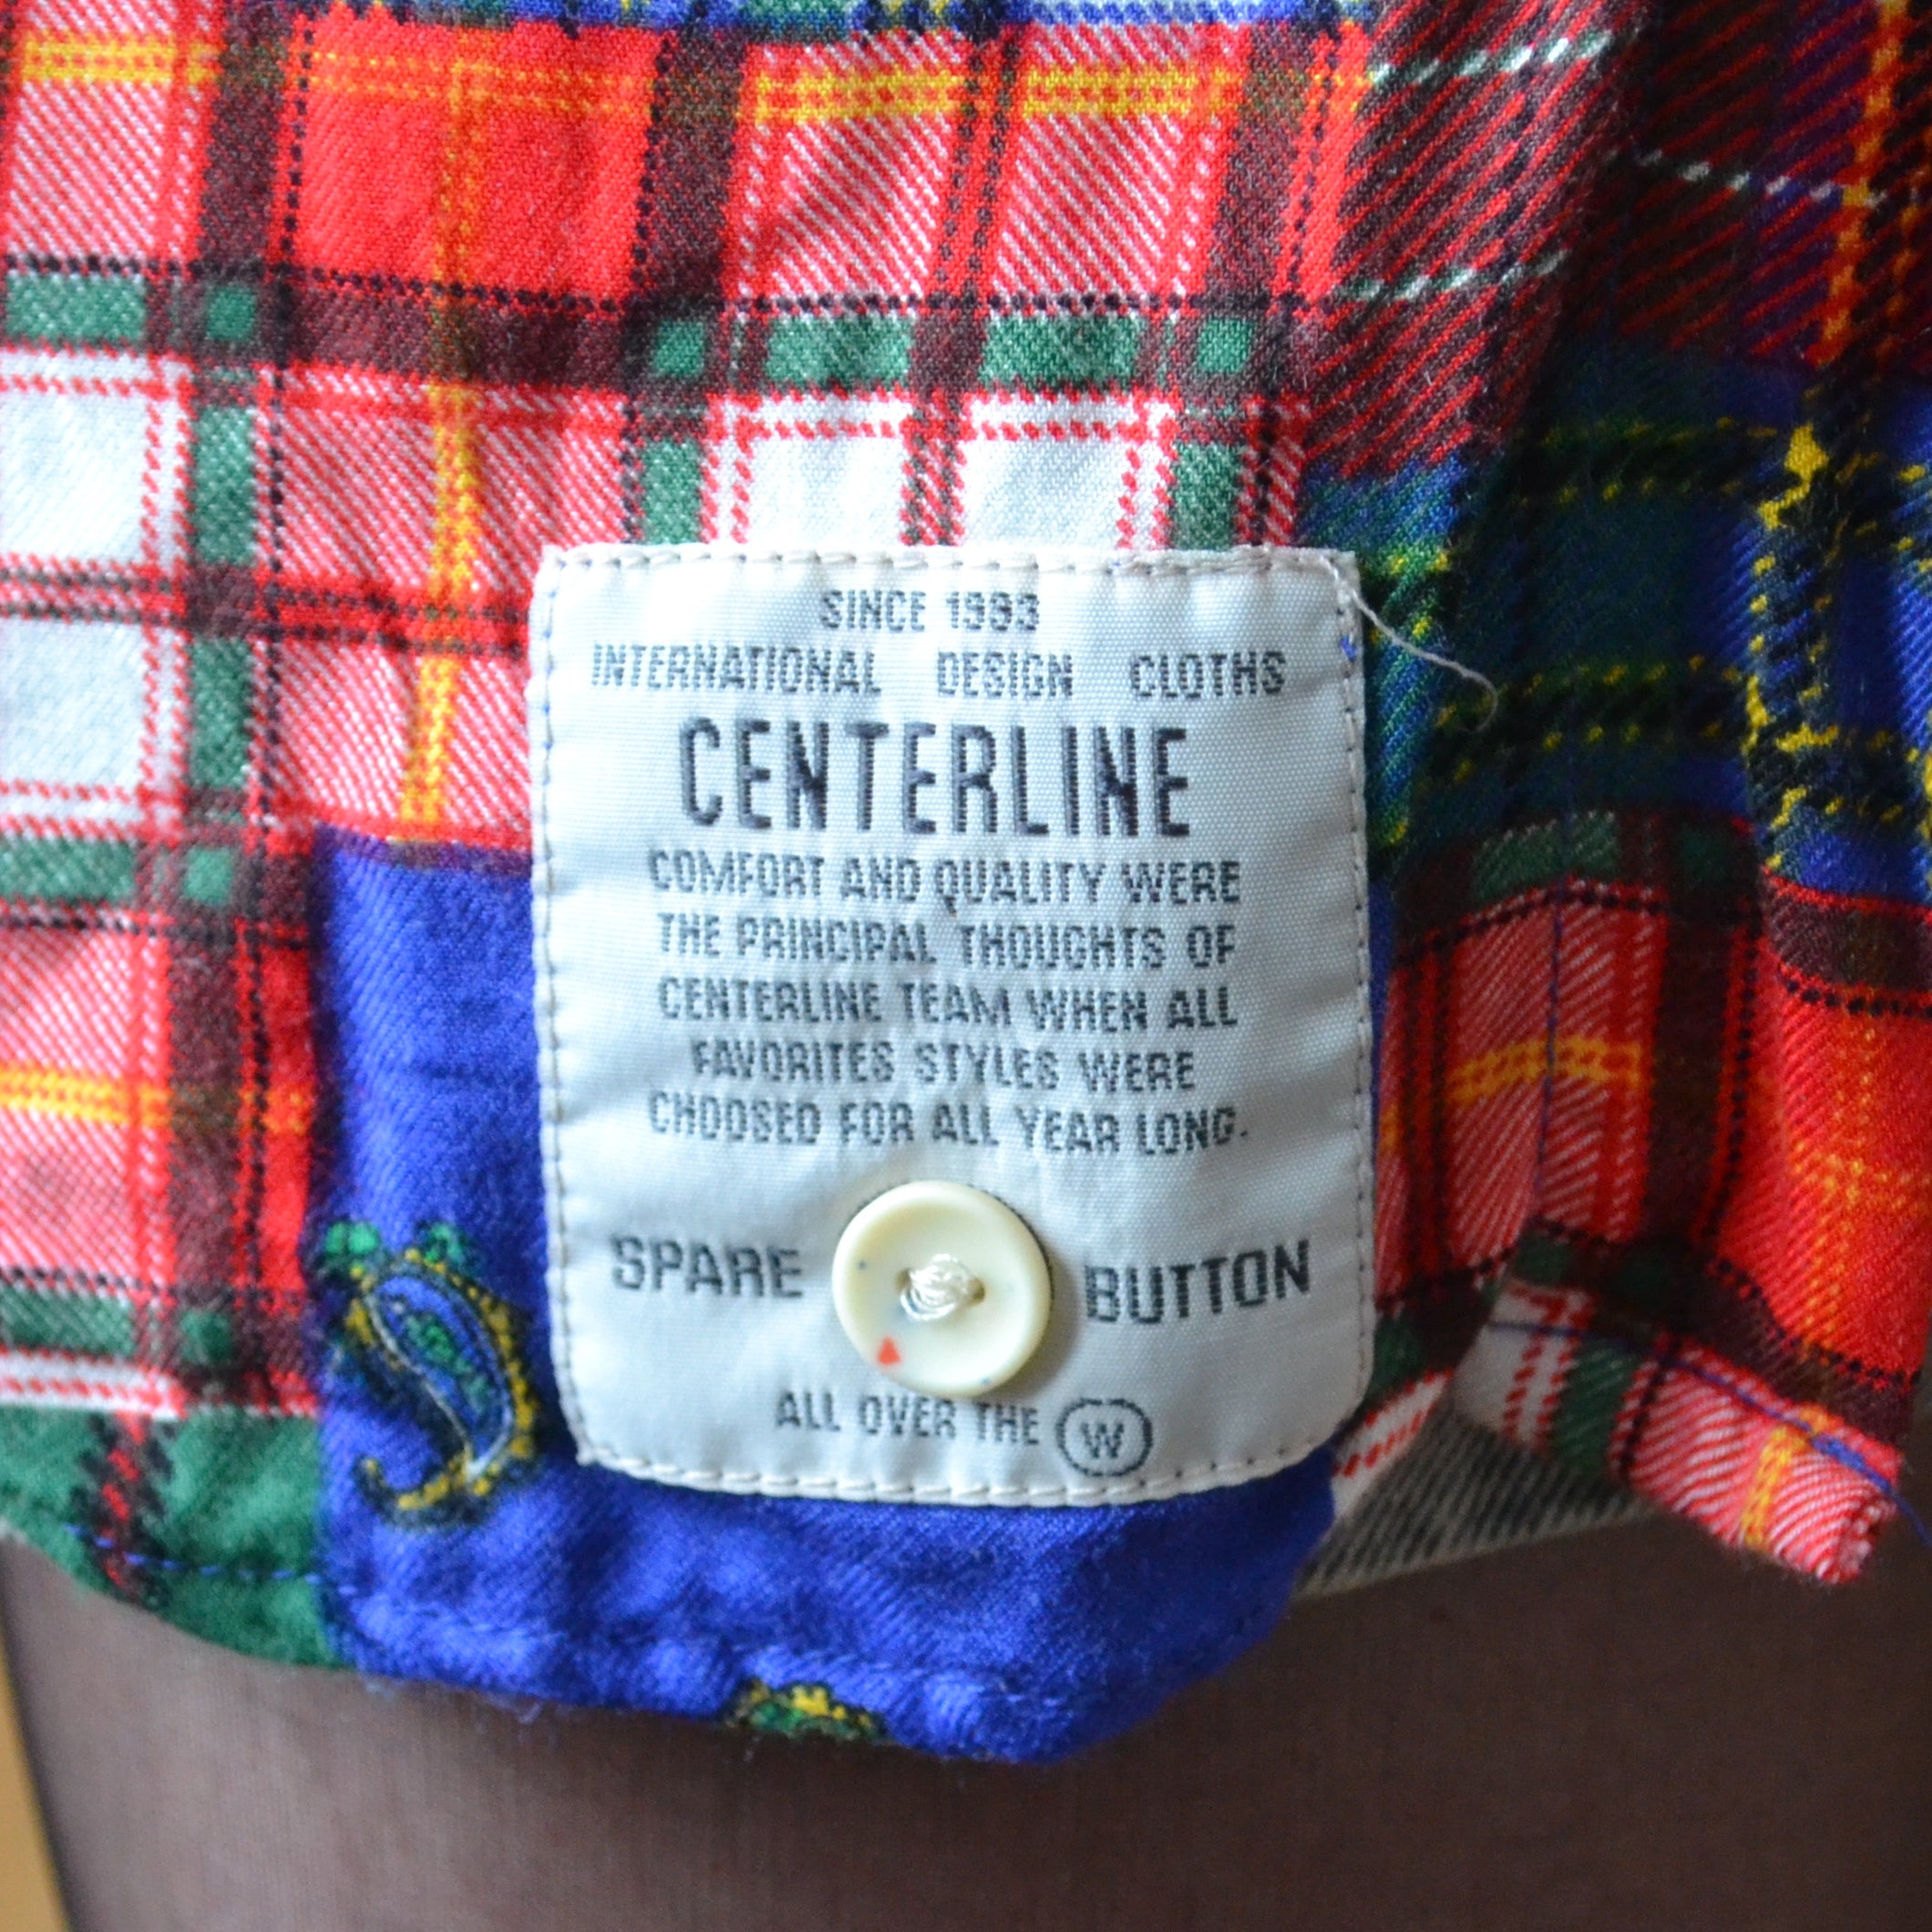 SINCE 1993
INTERNATIONAL DESIGN CLOTHS
CENTERLINE
COMFORT AND QUALITY WERE
THE PRINCIPAL THOUGHTS OF
CENTERLINE TEAM WHEN ALL
FAVORITES STYLES WERE
CHOOSED FOR ALL YEAR LONG.
SPARE BUTTON
ALL OVER THE W